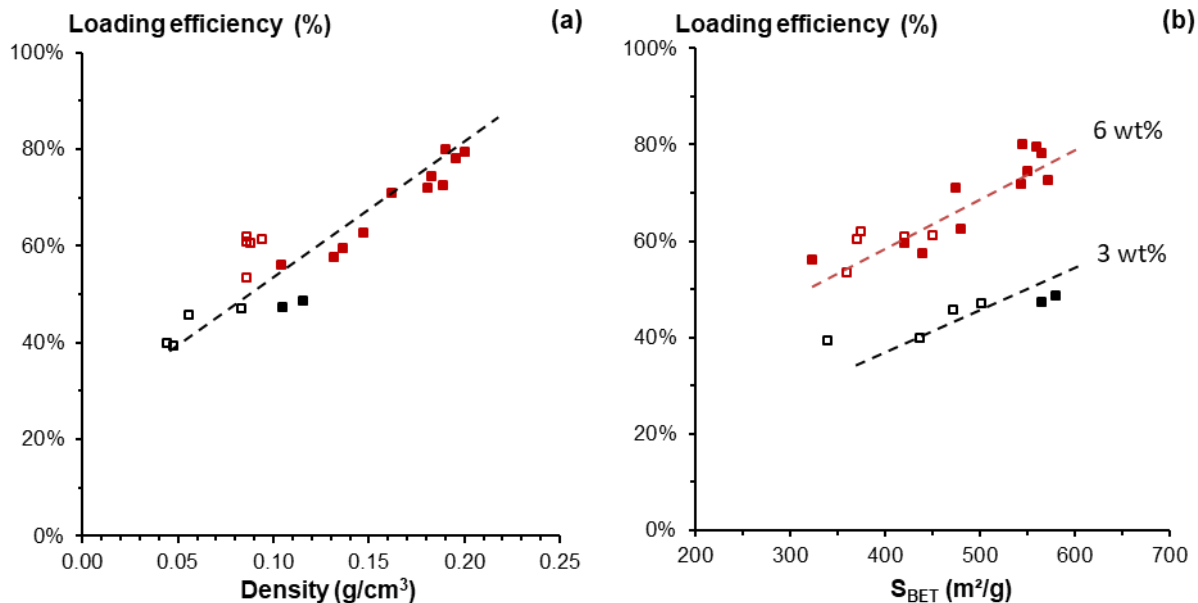 Loading efficiency (%)
(a)
100%
80%
60%
40%
20%
0%
0.00 0.05 0.10 0.15 0.20 0.25
Density (g/cm³)
Loading efficiency (%)
(b)
100%
80%
60%
40%
20%
0%
6 wt%
3 wt%
200 300 400 500 600 700
S_BET (m²/g)